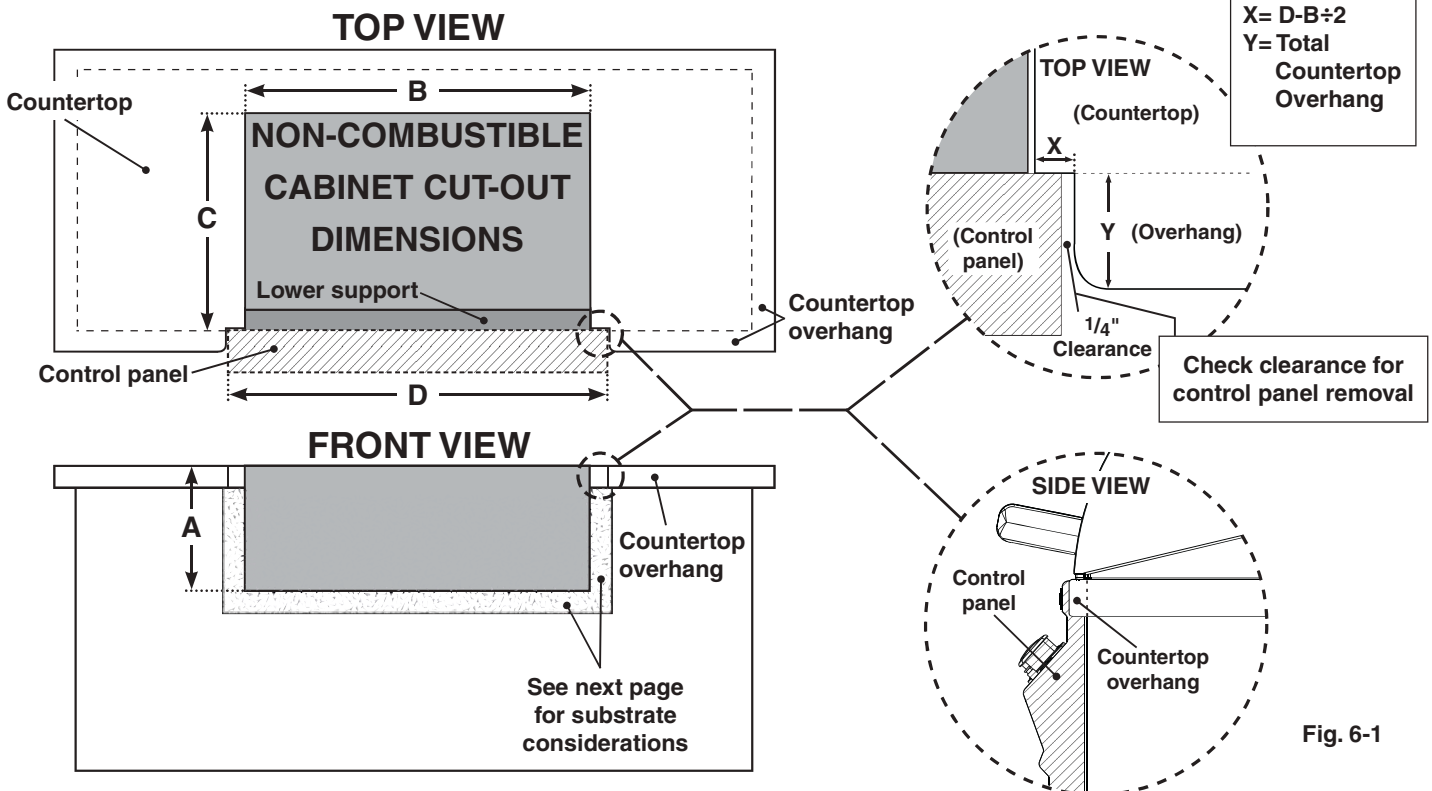 TOP VIEW
Countertop
B
NON-COMBUSTIBLE
CABINET CUT-OUT
DIMENSIONS
C
Lower support
Countertop
overhang
Control panel
D
X= D-B÷2
Y= Total
Countertop
Overhang
TOP VIEW
(Countertop)
X
(Control
panel)
Y (Overhang)
1/4"
Clearance
Check clearance for
control panel removal
FRONT VIEW
A
Countertop
overhang
See next page
for substrate
considerations
SIDE VIEW
Control
panel
Countertop
overhang
Fig. 6-1